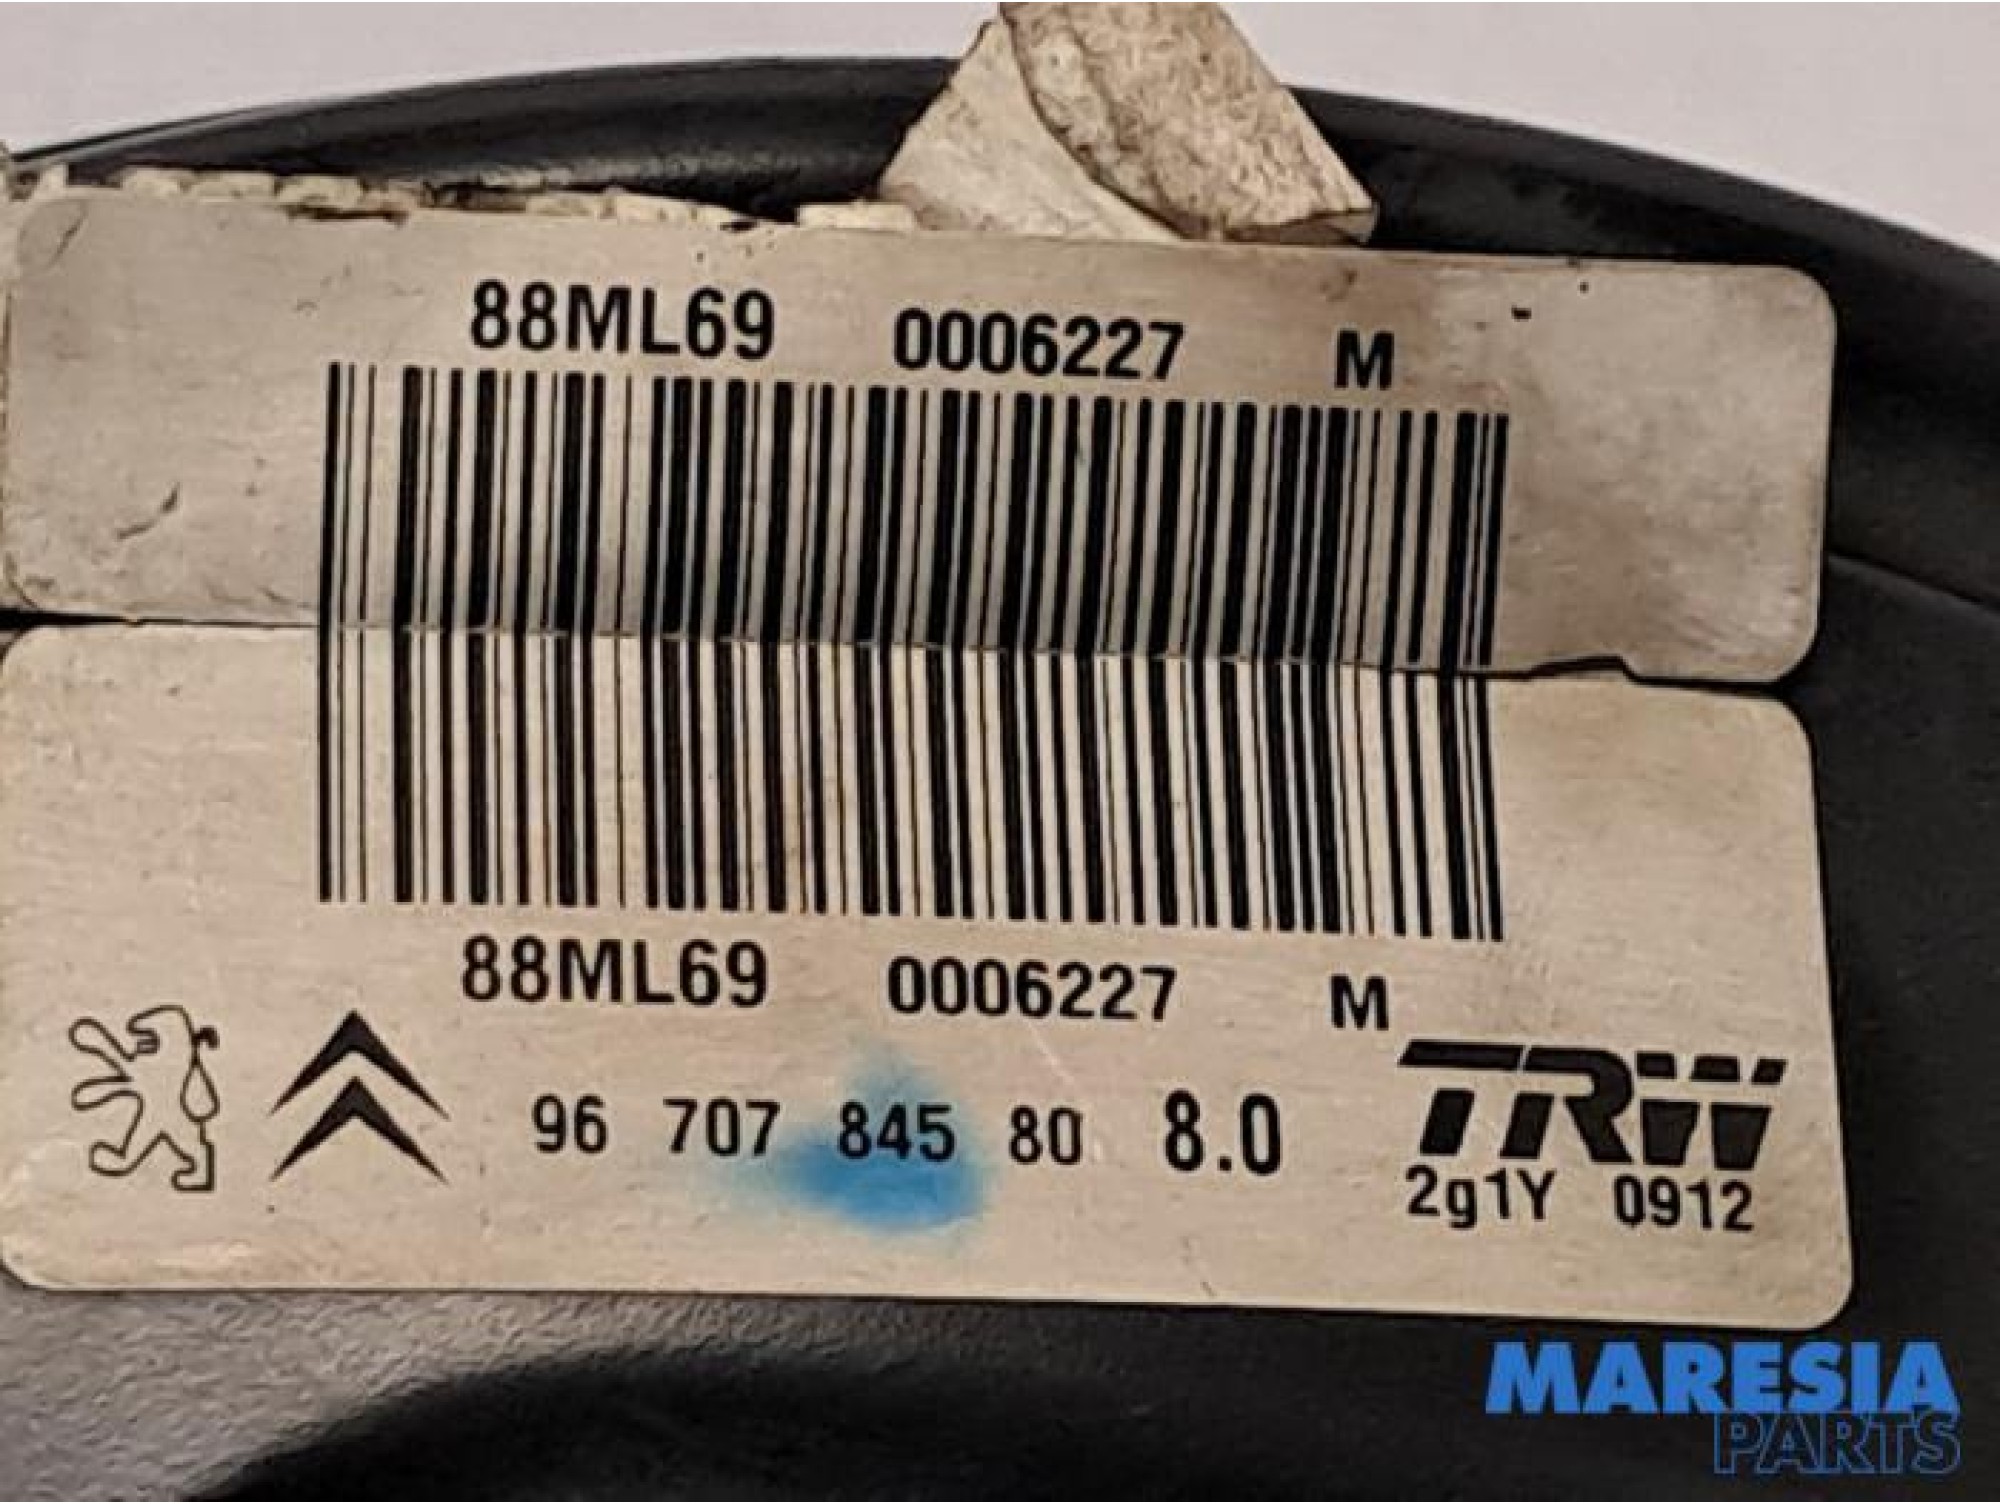 88ML69 0006227 M
88ML69 0006227 M
96 707 845 80 8.0 TRW
2g1Y 0912
MARESIA
PARTS